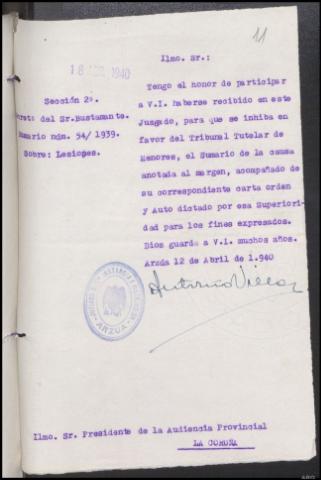 11
Ilmo. Sr.:
18 1940
Tengo el honor de participar
a V.I. haberse recibido en este
Juzgado, para que se inhiba en
favor del Tribunal Tutelar de
Menores, el Sumario de la causa
anotada al margen, acompañado de
su correspondiente carta orden
y Auto dictado por esa Superiori-
dad para los fines expresados.
Dios guarde a V.I. muchos años.
Arzúa 12 de Abril de 1.940
Sección 2ª.
Secretº del Sr.Bustamante.
Sumario núm. 54/ 1939.
Sobre: Lesiones.
Antonio
ARZUA
Ilmo. Sr. Presidente de la Audiencia Provincial
LA CORUÑA